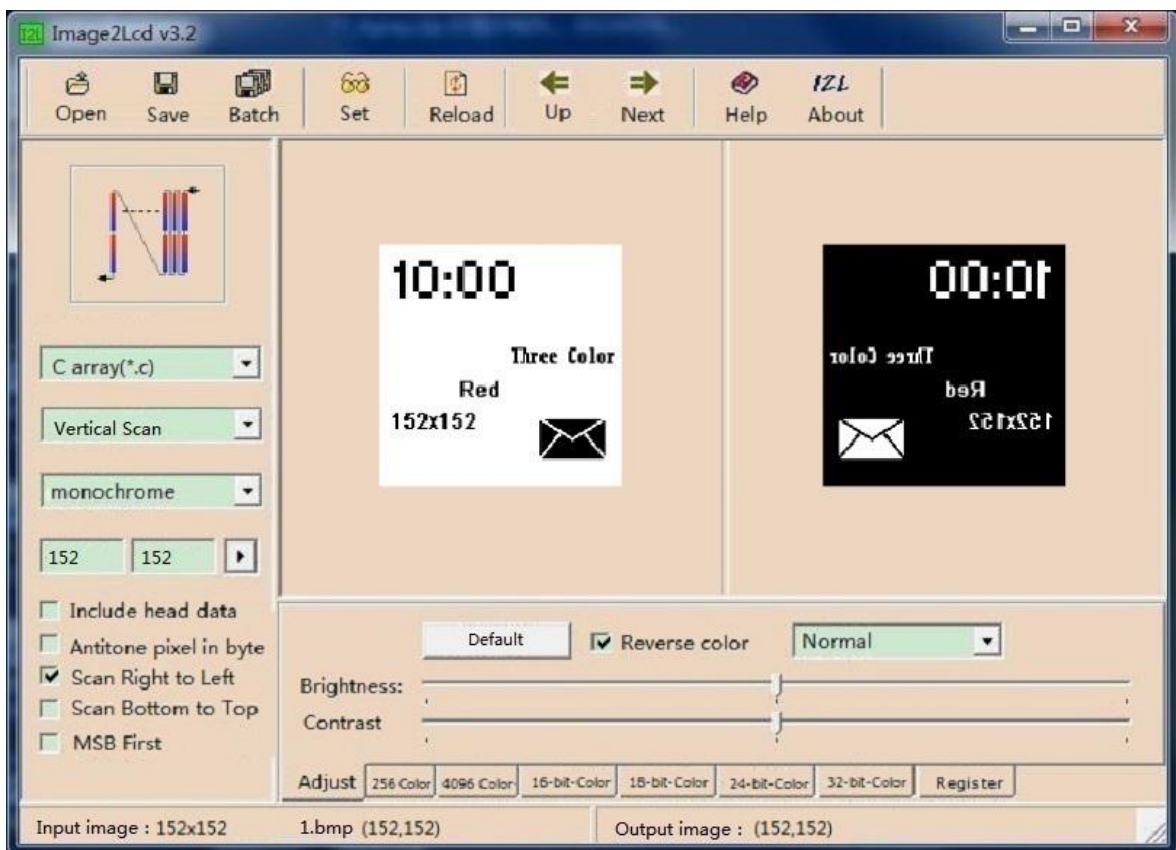 I2L Image2Lcd v3.2
Open Save Batch Set Reload Up Next Help I2L About
10:00
Three Color
Red
152x152
10:00
Three Color
Red
152x152
C array(*.c)
Vertical Scan
monochrome
152 152
Include head data
Antitone pixel in byte
Scan Right to Left
Scan Bottom to Top
MSB First
Default Reverse color Normal
Brightness:
Contrast
Adjust 256 Color 4096 Color 16-bit-Color 18-bit-Color 24-bit-Color 32-bit-Color Register
Input image : 152x152 1.bmp (152,152) Output image : (152,152)